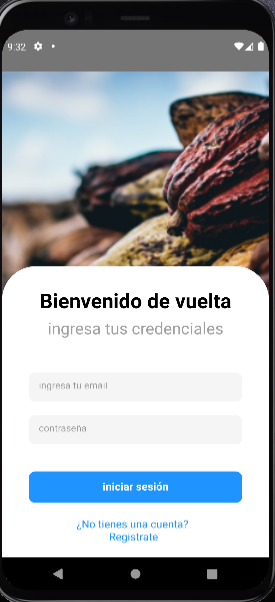 9:32
Bienvenido de vuelta
ingresa tus credenciales
ingresa tu email
contraseña
iniciar sesión
¿No tienes una cuenta?
Registrate